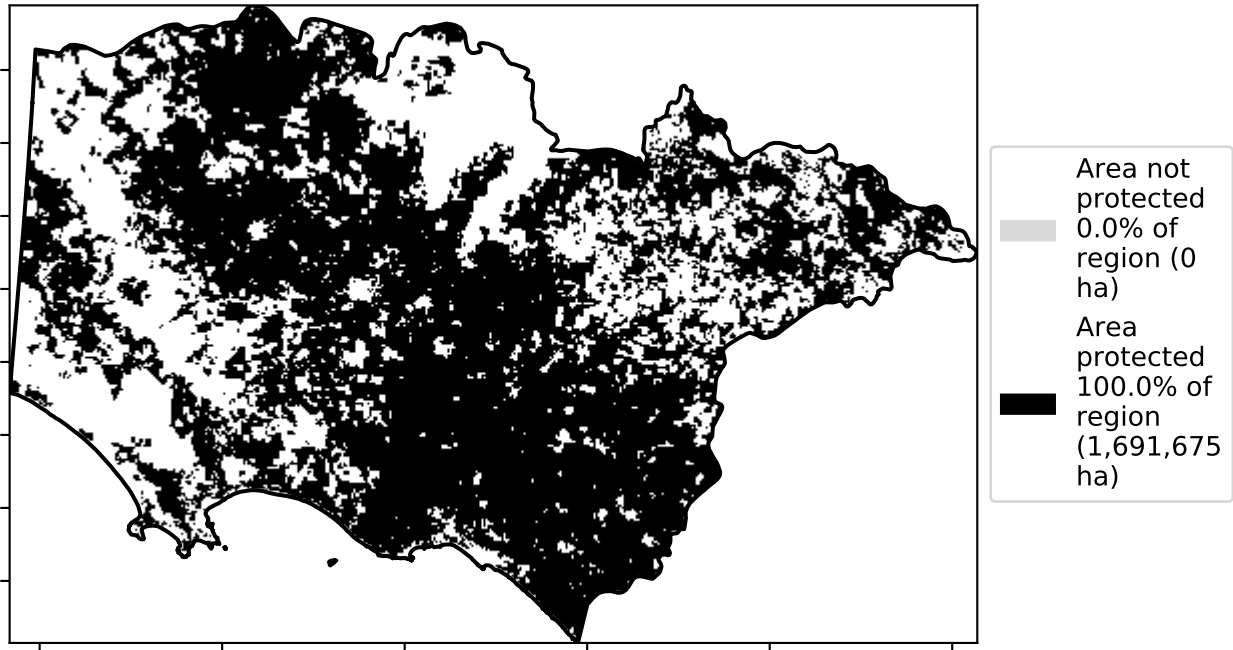 Area not
protected
0.0% of
region (0
ha)
Area
protected
100.0% of
region
(1,691,675
ha)